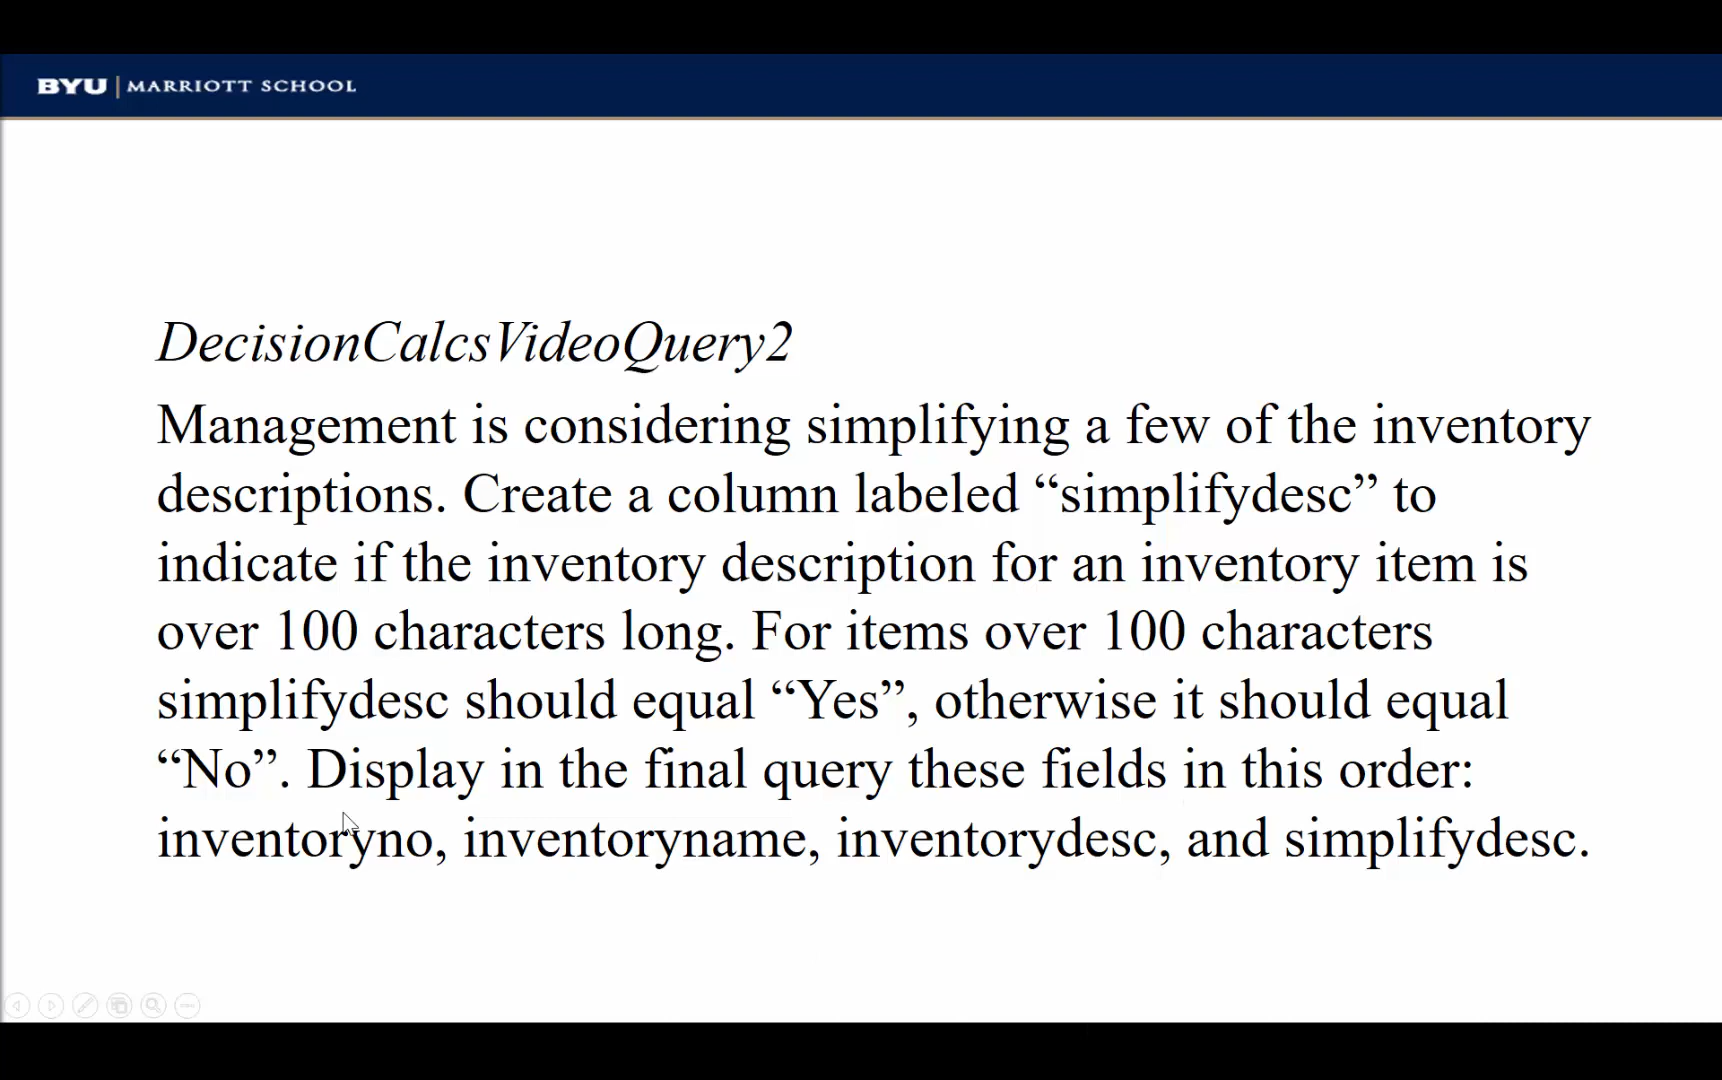 BYU | MARRIOTT SCHOOL
DecisionCalcsVideoQuery2
Management is considering simplifying a few of the inventory
descriptions. Create a column labeled “simplifydesc” to
indicate if the inventory description for an inventory item is
over 100 characters long. For items over 100 characters
simplifydesc should equal “Yes”, otherwise it should equal
“No”. Display in the final query these fields in this order:
inventoryno, inventoryname, inventorydesc, and simplifydesc.